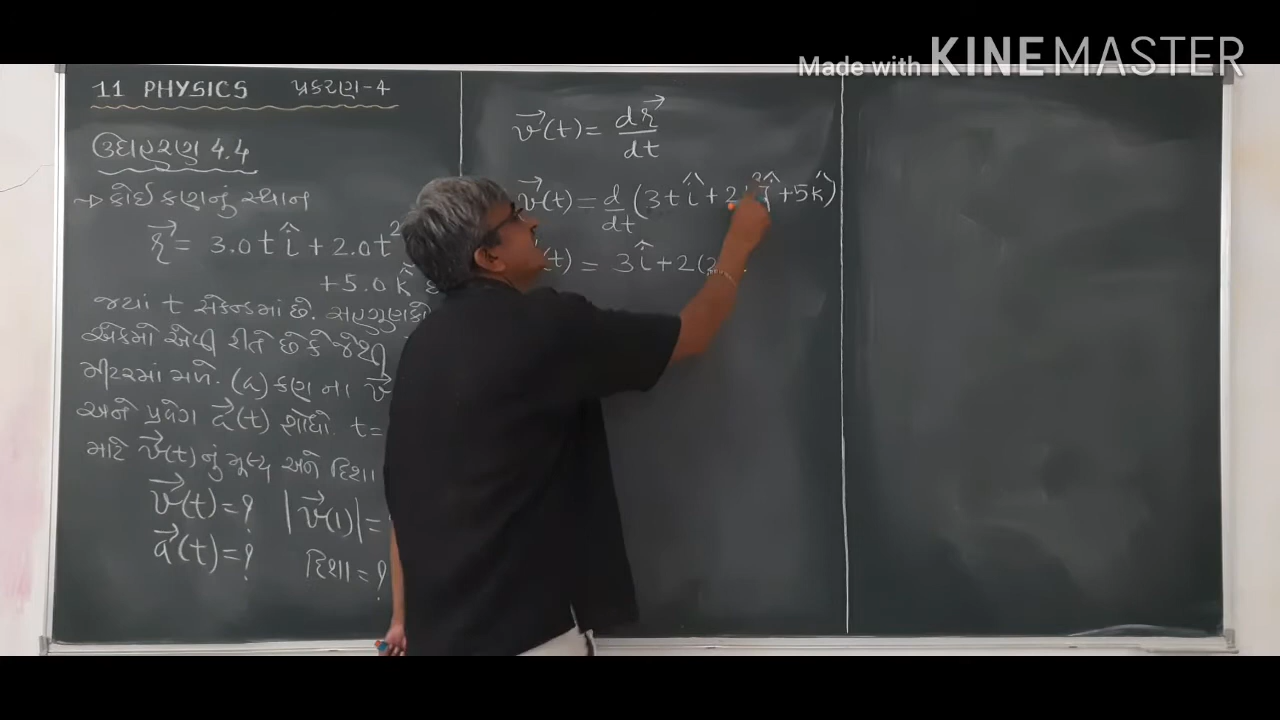 Made with KINEMASTER
11 PHYSICS પ્રકરણ-4
ઉદાહરણ 4.4
→ કોઈ કણનું સ્થાન
r⃗ = 3.0t î + 2.0t²
+5.0 k̂ છે
જ્યાં t સેકન્ડમાં છે. સહગુણકો
એકમો એવી રીતે છે કે જેથી
મીટરમાં મળે. (a) કણ ના v⃗
અને પ્રવેગ a⃗(t) શોધો. t=
માટે v⃗(t) નું મૂલ્ય અને દિશા
v⃗(t)=? |v⃗(1)|=
a⃗(t)=? દિશા=?
v⃗(t)= dr⃗/dt
v⃗(t)= d/dt (3t î + 2 ĵ +5k̂)
(t) = 3î+2(2